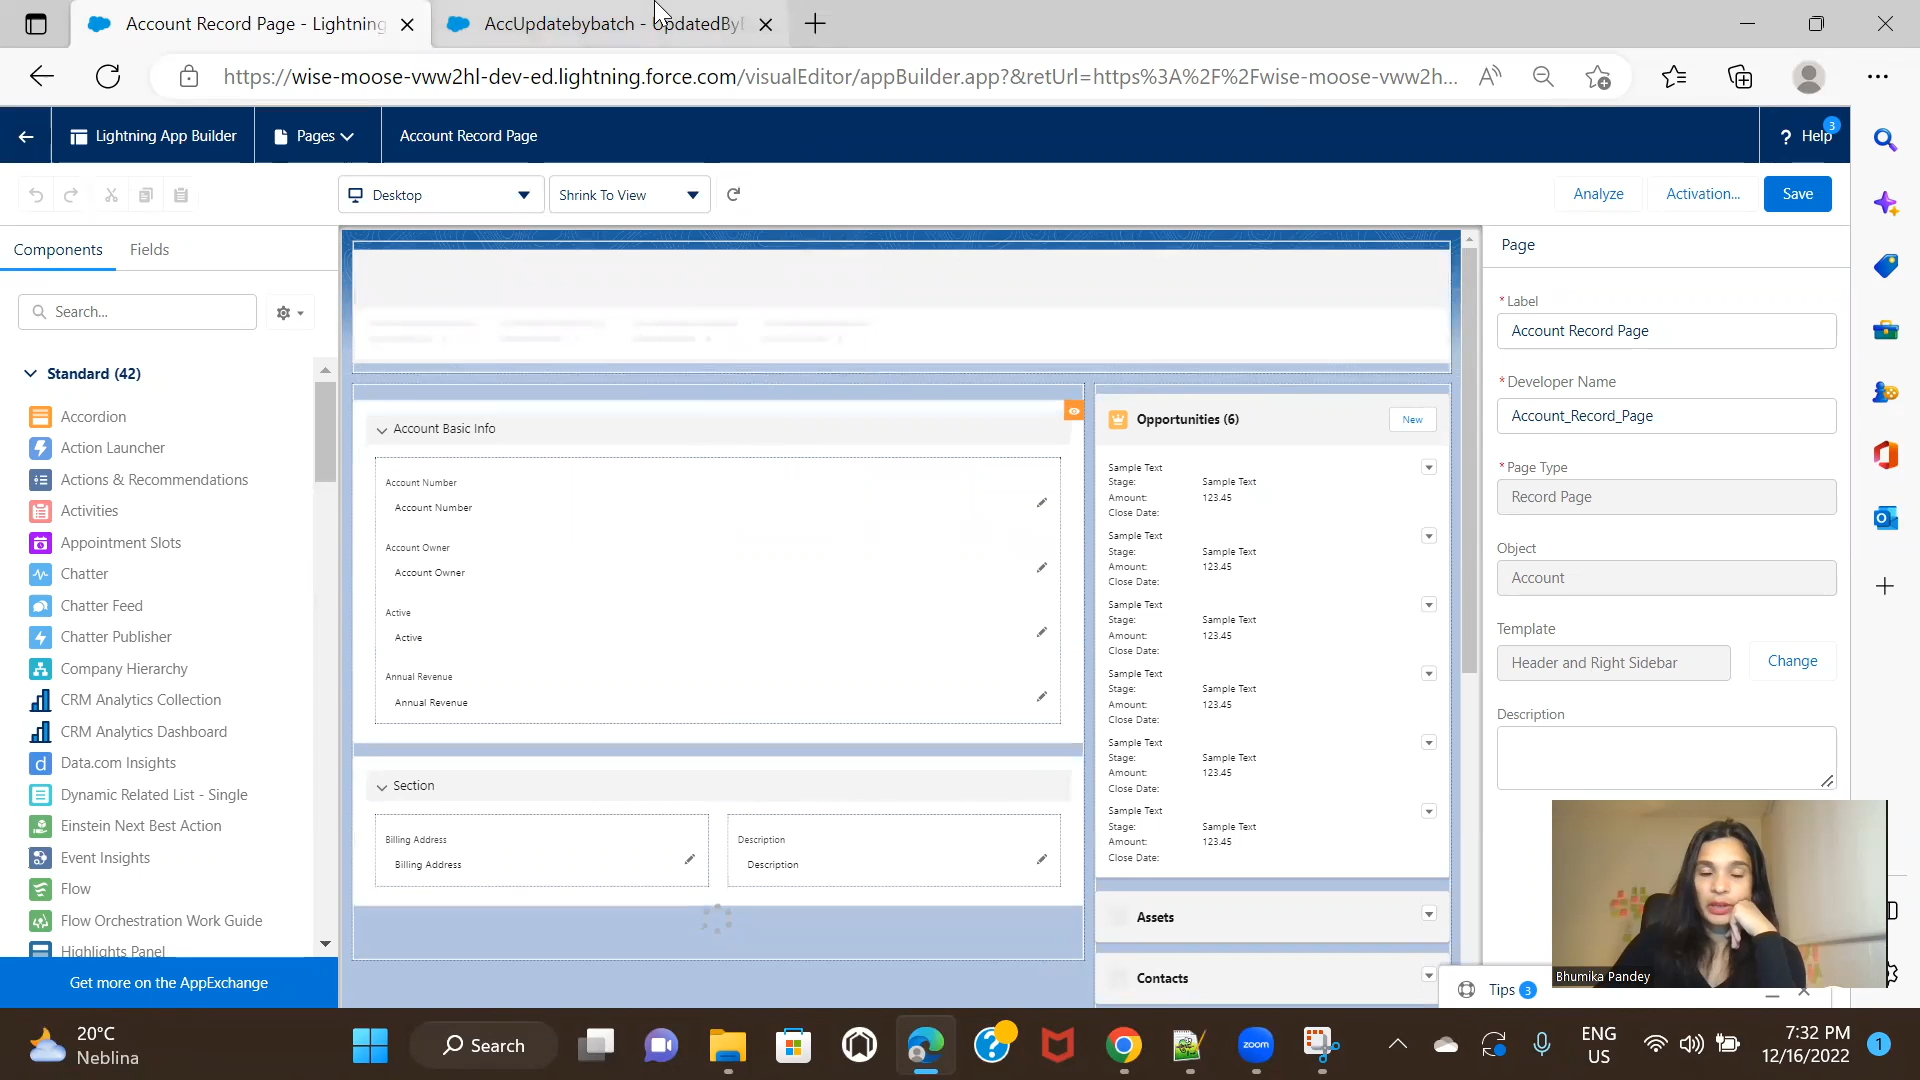 Account Record Page - Lightning
AccUpdatebybatch - UpdatedByB
https://wise-moose-vww2hl-dev-ed.lightning.force.com/visualEditor/appBuilder.app?&retUrl=https%3A%2F%2Fwise-moose-vww2h...
Lightning App Builder
Pages
Account Record Page
? Help
3
Desktop
Shrink To View
Analyze
Activation...
Save
Components
Fields
Search...
Standard (42)
Accordion
Action Launcher
Actions & Recommendations
Activities
Appointment Slots
Chatter
Chatter Feed
Chatter Publisher
Company Hierarchy
CRM Analytics Collection
CRM Analytics Dashboard
Data.com Insights
Dynamic Related List - Single
Einstein Next Best Action
Event Insights
Flow
Flow Orchestration Work Guide
Highlights Panel
Get more on the AppExchange
Account Basic Info
Account Number
Account Number
Account Owner
Account Owner
Active
Active
Annual Revenue
Annual Revenue
Section
Billing Address
Billing Address
Description
Description
Opportunities (6)
New
Sample Text
Stage: Sample Text
Amount: 123.45
Close Date:
Sample Text
Stage: Sample Text
Amount: 123.45
Close Date:
Sample Text
Stage: Sample Text
Amount: 123.45
Close Date:
Sample Text
Stage: Sample Text
Amount: 123.45
Close Date:
Sample Text
Stage: Sample Text
Amount: 123.45
Close Date:
Sample Text
Stage: Sample Text
Amount: 123.45
Close Date:
Assets
Contacts
Page
* Label
Account Record Page
* Developer Name
Account_Record_Page
* Page Type
Record Page
Object
Account
Template
Header and Right Sidebar
Change
Description
Bhumika Pandey
Tips 3
20°C
Neblina
Search
zoom
ENG
US
7:32 PM
12/16/2022
1